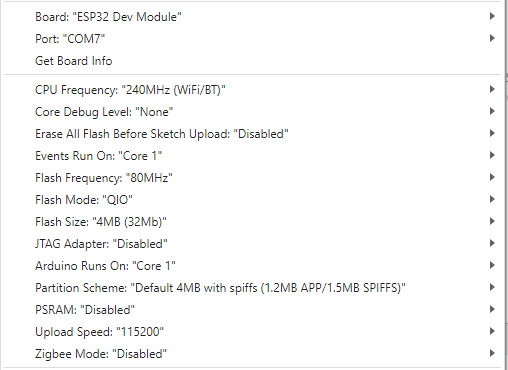 Board: "ESP32 Dev Module"
Port: "COM7"
Get Board Info
CPU Frequency: "240MHz (WiFi/BT)"
Core Debug Level: "None"
Erase All Flash Before Sketch Upload: "Disabled"
Events Run On: "Core 1"
Flash Frequency: "80MHz"
Flash Mode: "QIO"
Flash Size: "4MB (32Mb)"
JTAG Adapter: "Disabled"
Arduino Runs On: "Core 1"
Partition Scheme: "Default 4MB with spiffs (1.2MB APP/1.5MB SPIFFS)"
PSRAM: "Disabled"
Upload Speed: "115200"
Zigbee Mode: "Disabled"